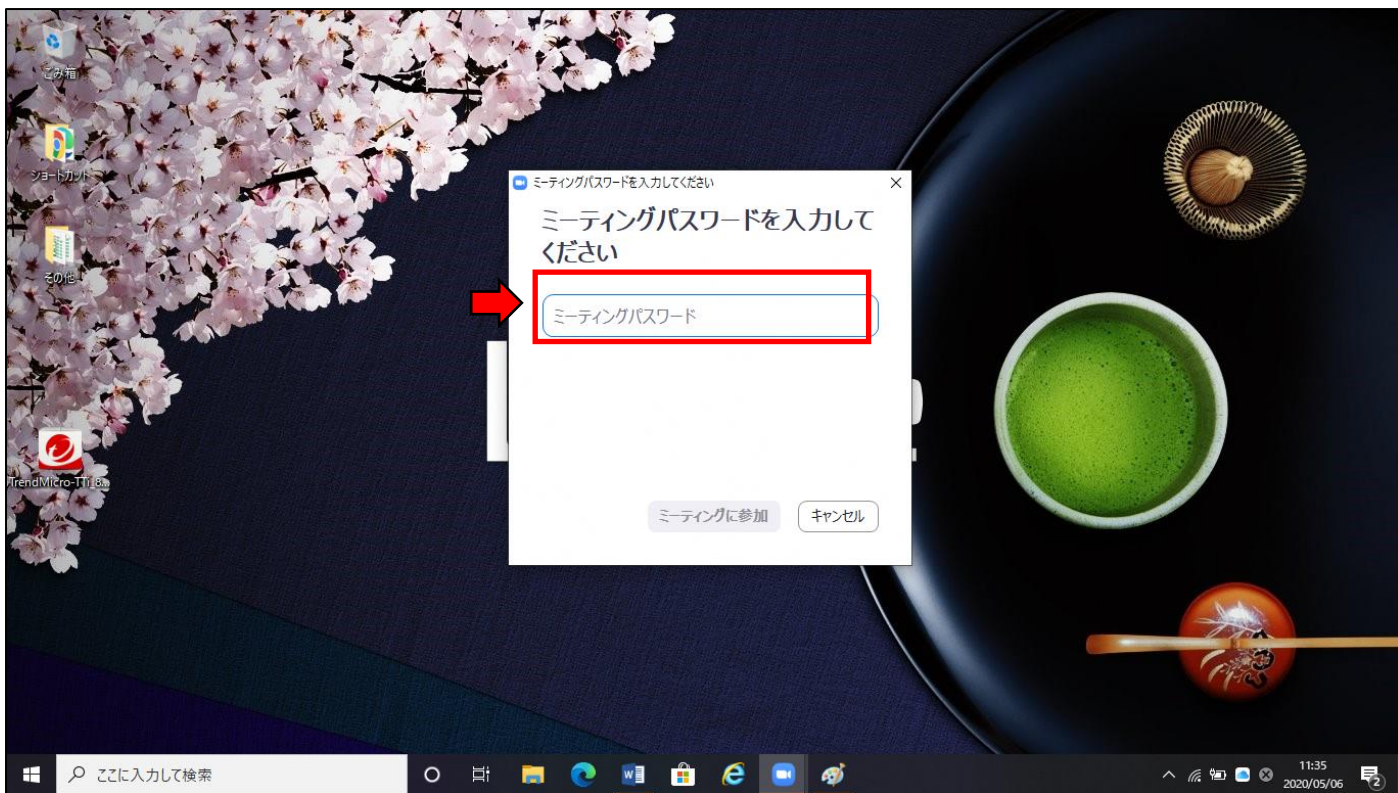 ごみ箱
ショートカット
その他
TrendMicro-TTi_8...
ミーティングパスワードを入力してください
ミーティングパスワードを入力して
ください
ミーティングパスワード
ミーティングに参加
キャンセル
ここに入力して検索
11:35
2020/05/06
2